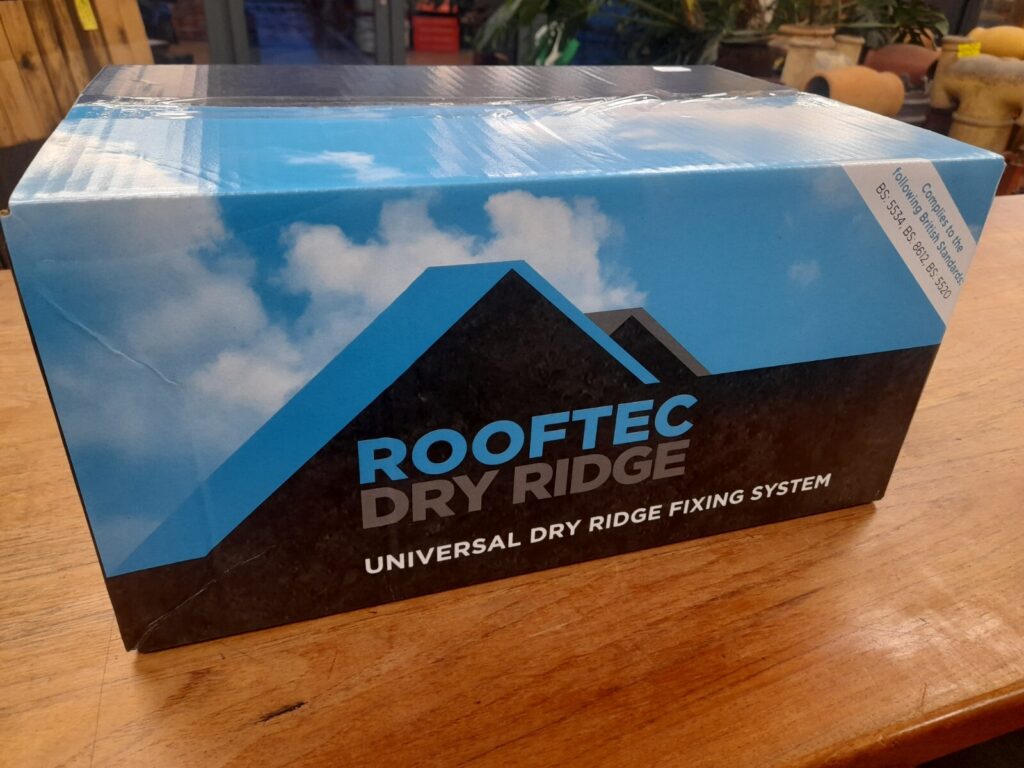 Complies to the
following British Standards:
BS: 5534, BS: 8612, BS: 5520
ROOFTEC
DRY RIDGE
UNIVERSAL DRY RIDGE FIXING SYSTEM